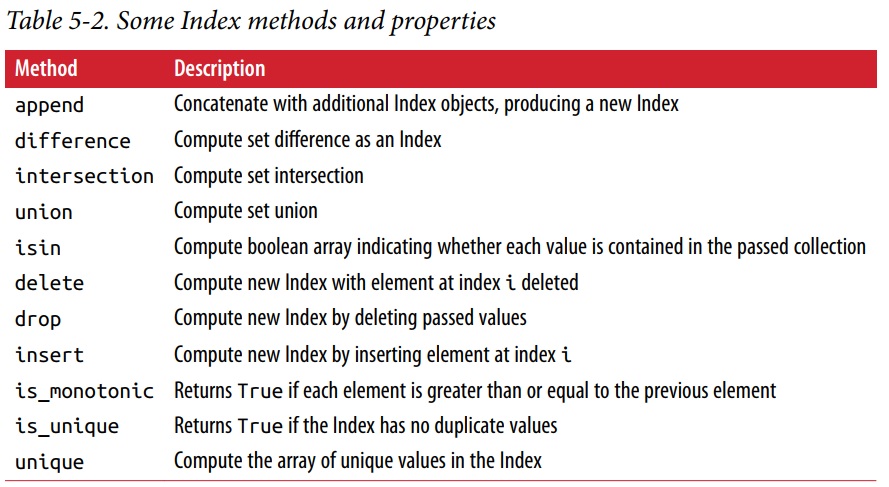 Table 5-2. Some Index methods and properties
Method Description
append Concatenate with additional Index objects, producing a new Index
difference Compute set difference as an Index
intersection Compute set intersection
union Compute set union
isin Compute boolean array indicating whether each value is contained in the passed collection
delete Compute new Index with element at index i deleted
drop Compute new Index by deleting passed values
insert Compute new Index by inserting element at index i
is_monotonic Returns True if each element is greater than or equal to the previous element
is_unique Returns True if the Index has no duplicate values
unique Compute the array of unique values in the Index